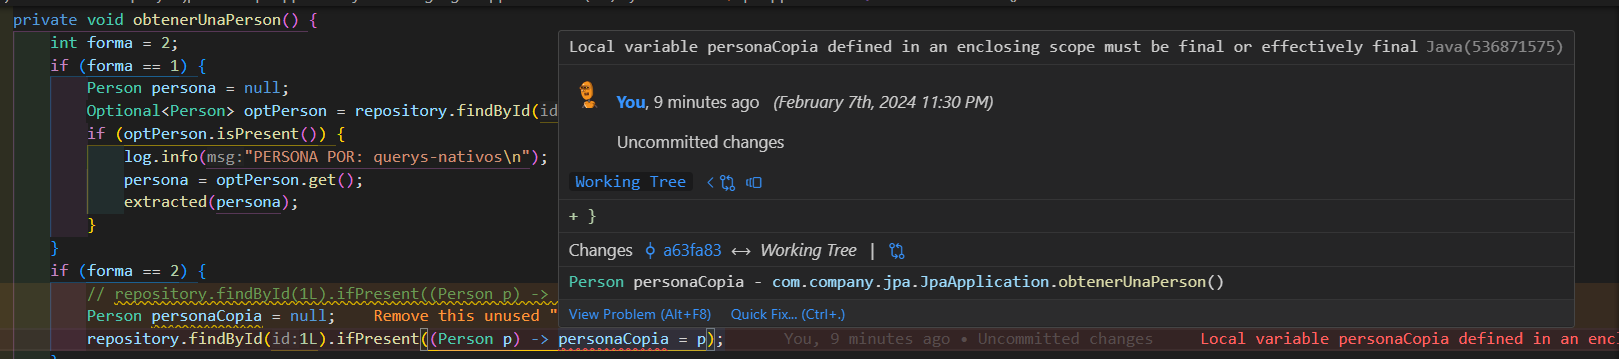 private void obtenerUnaPerson() {
int forma = 2;
if (forma == 1) {
Person persona = null;
Optional<Person> optPerson = repository.findById(id
if (optPerson.isPresent()) {
log.info(msg:"PERSONA POR: querys-nativos\n");
persona = optPerson.get();
extracted(persona);
}
}
if (forma == 2) {
// repository.findById(1L).ifPresent((Person p) ->
Person personaCopia = null; Remove this unused "
repository.findById(id:1L).ifPresent((Person p) -> personaCopia = p); You, 9 minutes ago • Uncommitted changes Local variable personaCopia defined in an enc
Local variable personaCopia defined in an enclosing scope must be final or effectively final Java(536871575)
You, 9 minutes ago (February 7th, 2024 11:30 PM)
Uncommitted changes
Working Tree
+ }
Changes a63fa83 ↔ Working Tree |
Person personaCopia - com.company.jpa.JpaApplication.obtenerUnaPerson()
View Problem (Alt+F8) Quick Fix... (Ctrl+.)